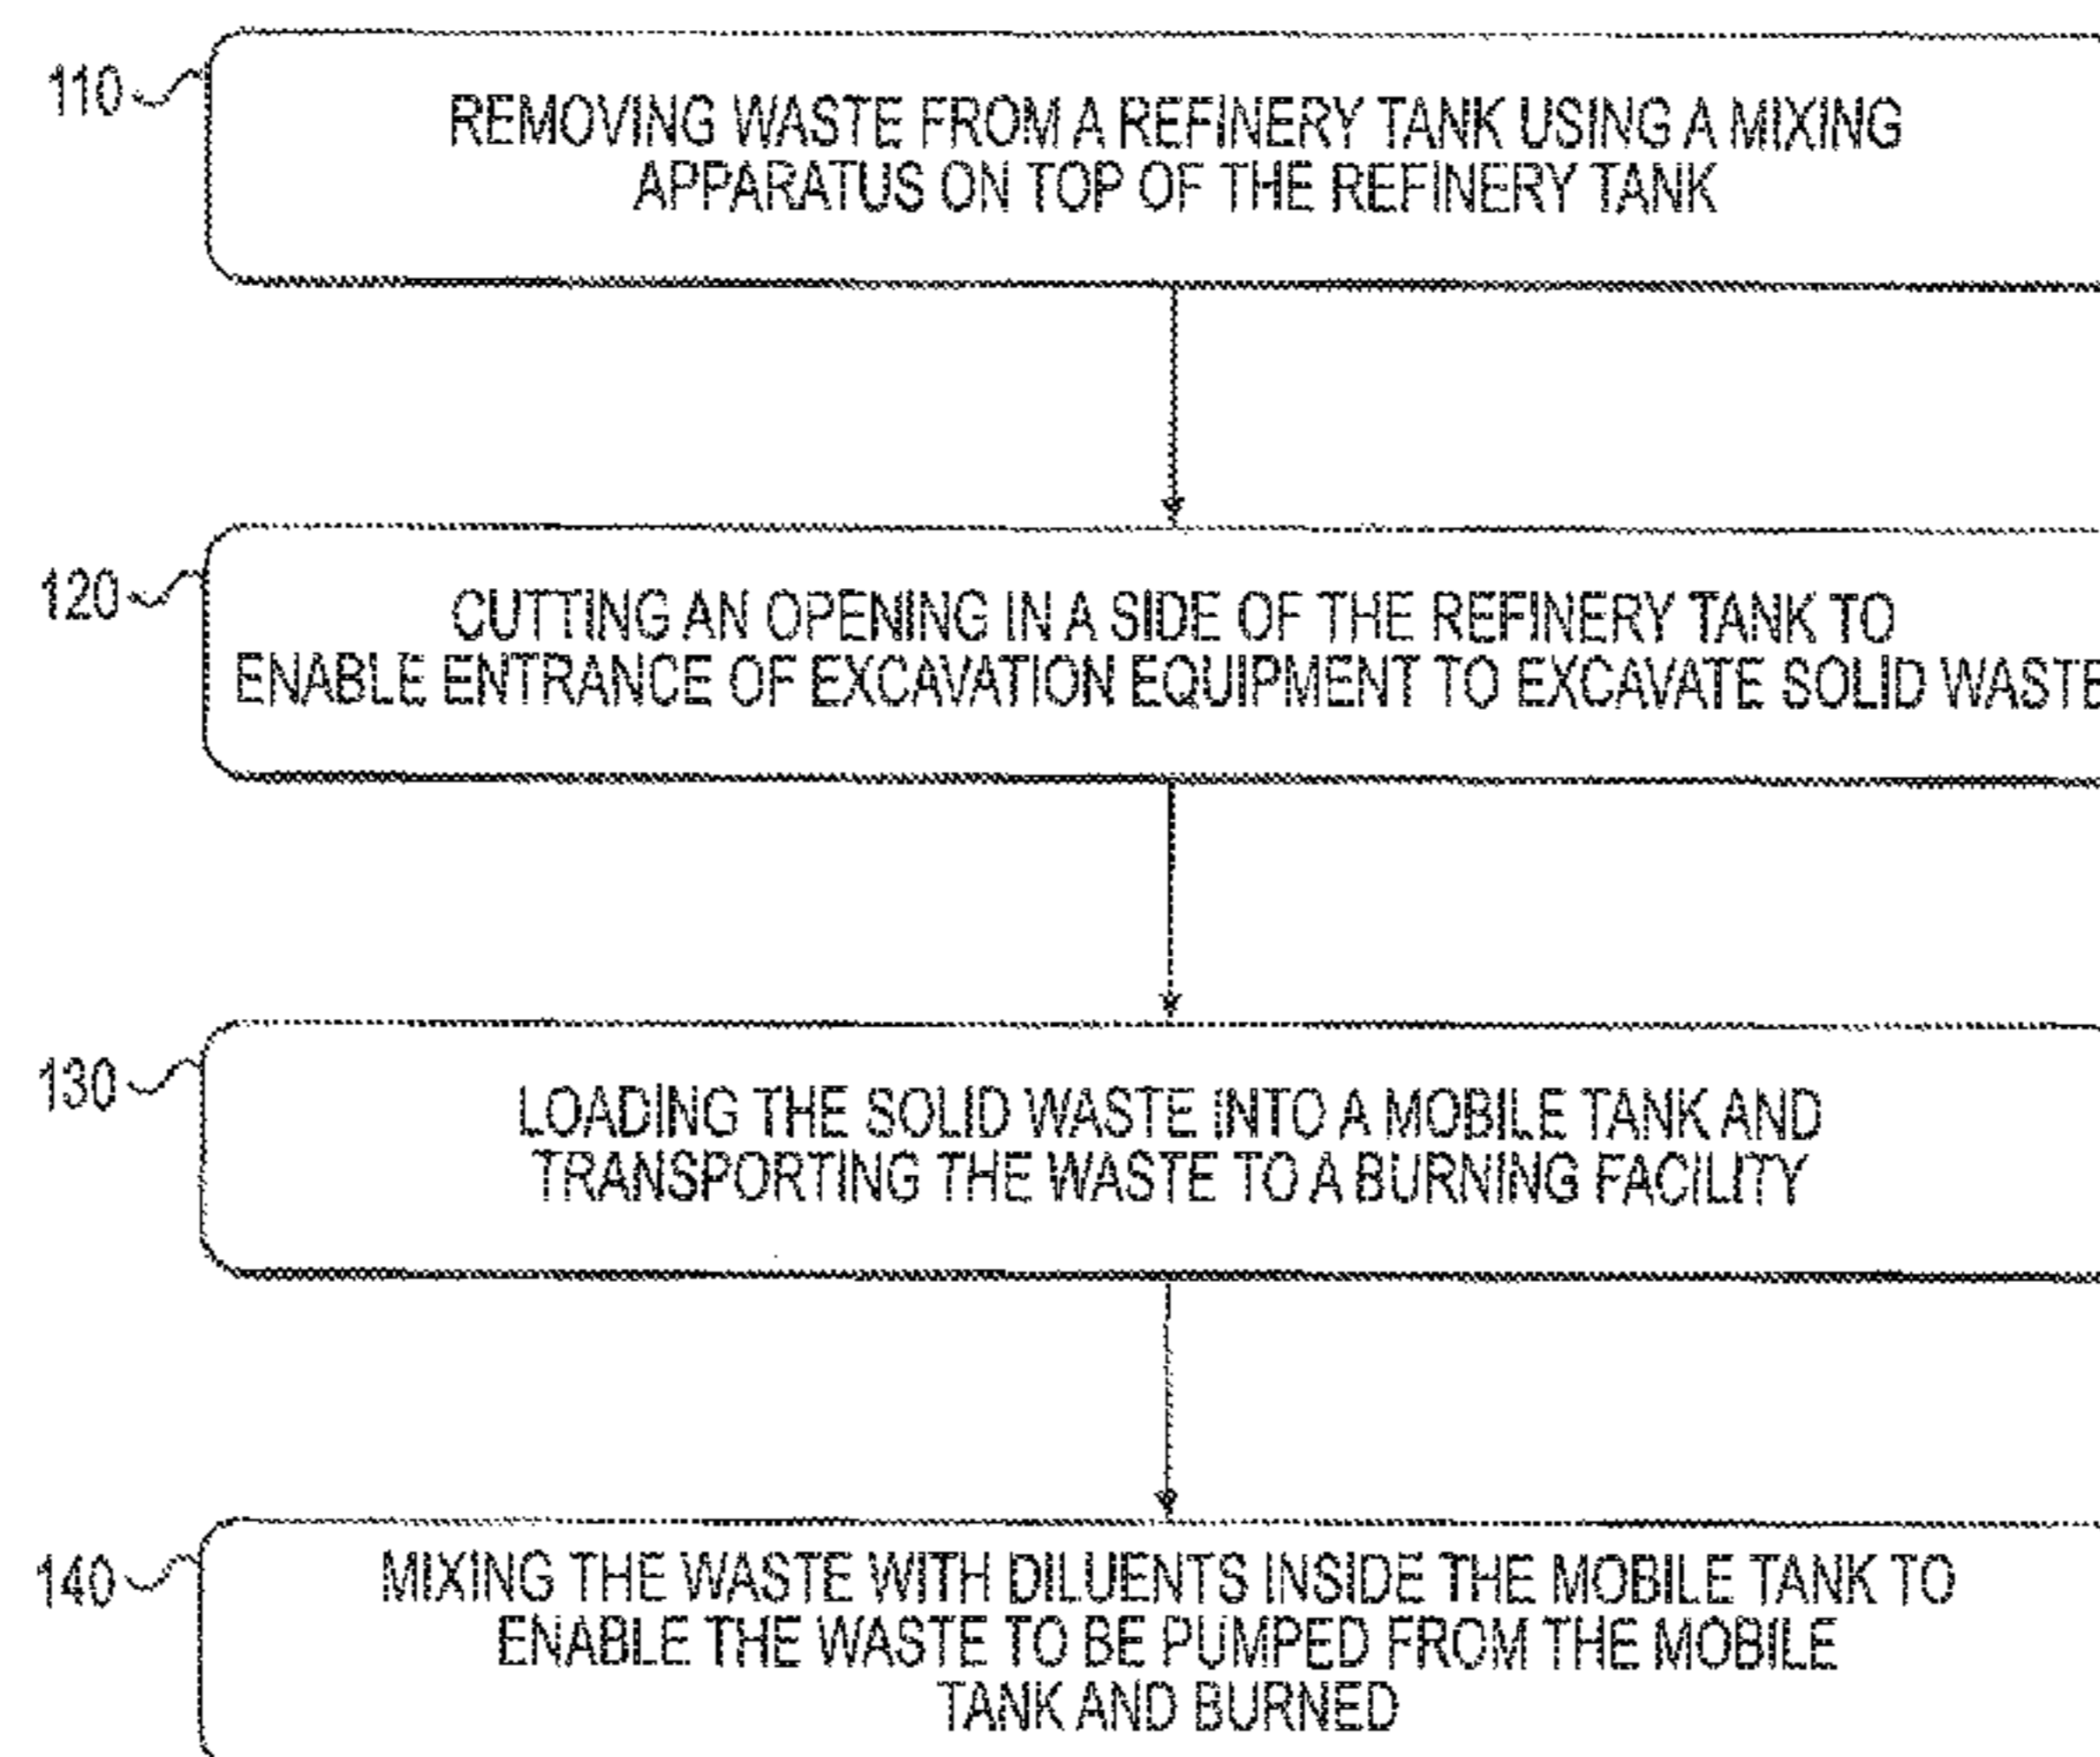 110
REMOVING WASTE FROM A REFINERY TANK USING A MIXING
APPARATUS ON TOP OF THE REFINERY TANK
120
CUTTING AN OPENING IN A SIDE OF THE REFINERY TANK TO
ENABLE ENTRANCE OF EXCAVATION EQUIPMENT TO EXCAVATE SOLID WASTE
130
LOADING THE SOLID WASTE INTO A MOBILE TANK AND
TRANSPORTING THE WASTE TO A BURNING FACILITY
140
MIXING THE WASTE WITH DILUENTS INSIDE THE MOBILE TANK TO
ENABLE THE WASTE TO BE PUMPED FROM THE MOBILE
TANK AND BURNED